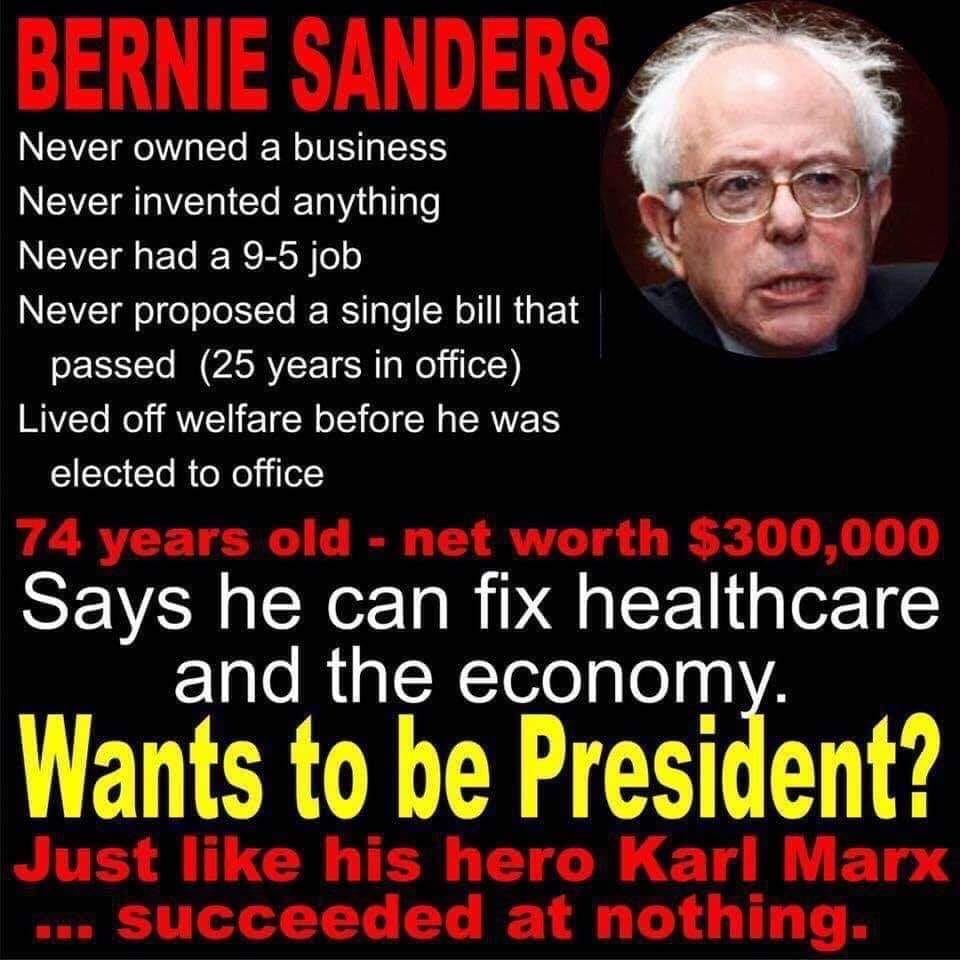 BERNIE SANDERS
Never owned a business
Never invented anything
Never had a 9-5 job
Never proposed a single bill that
passed (25 years in office)
Lived off welfare before he was
elected to office
74 years old - net worth $300,000
Says he can fix healthcare
and the economy.
Wants to be President?
Just like his hero Karl Marx
... succeeded at nothing.